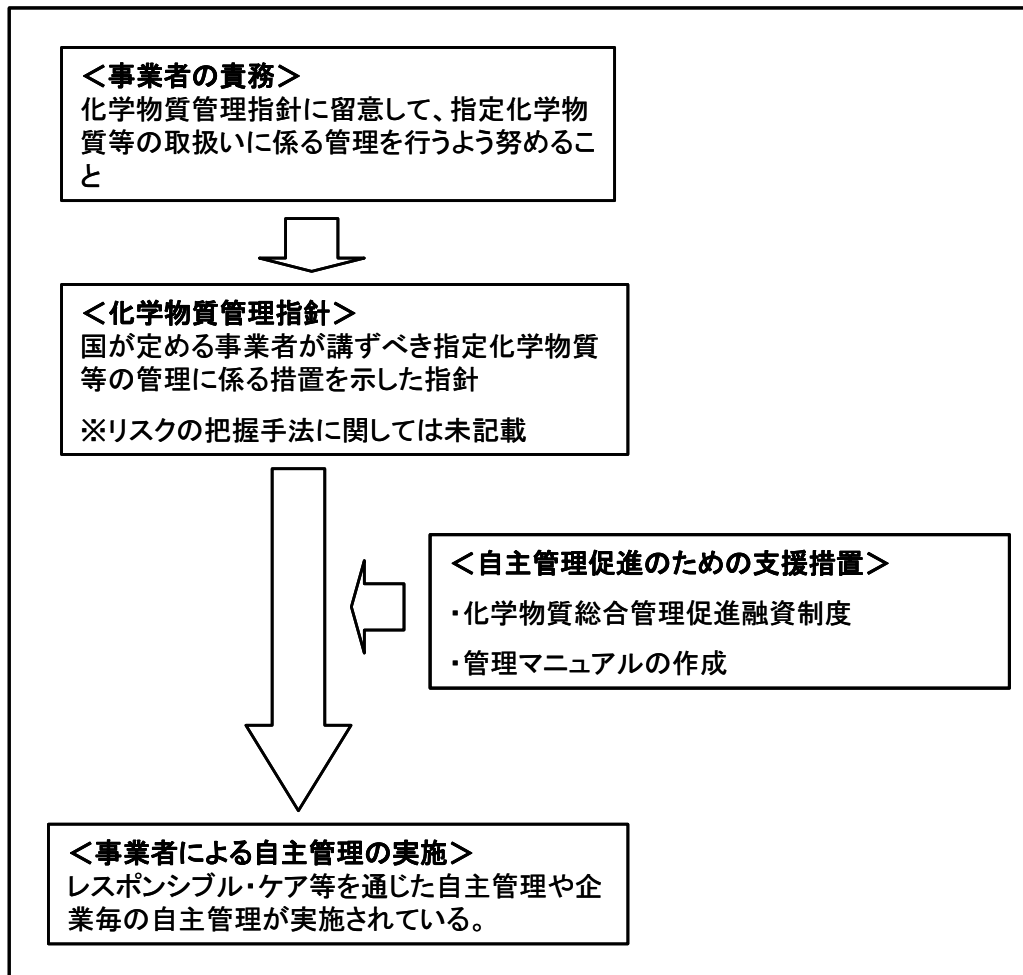 ＜事業者の責務＞
化学物質管理指針に留意して、指定化学物
質等の取扱いに係る管理を行うよう努めるこ
と
＜化学物質管理指針＞
国が定める事業者が講ずべき指定化学物質
等の管理に係る措置を示した指針
※リスクの把握手法に関しては未記載
＜自主管理促進のための支援措置＞
・化学物質総合管理促進融資制度
・管理マニュアルの作成
＜事業者による自主管理の実施＞
レスポンシブル・ケア等を通じた自主管理や企
業毎の自主管理が実施されている。